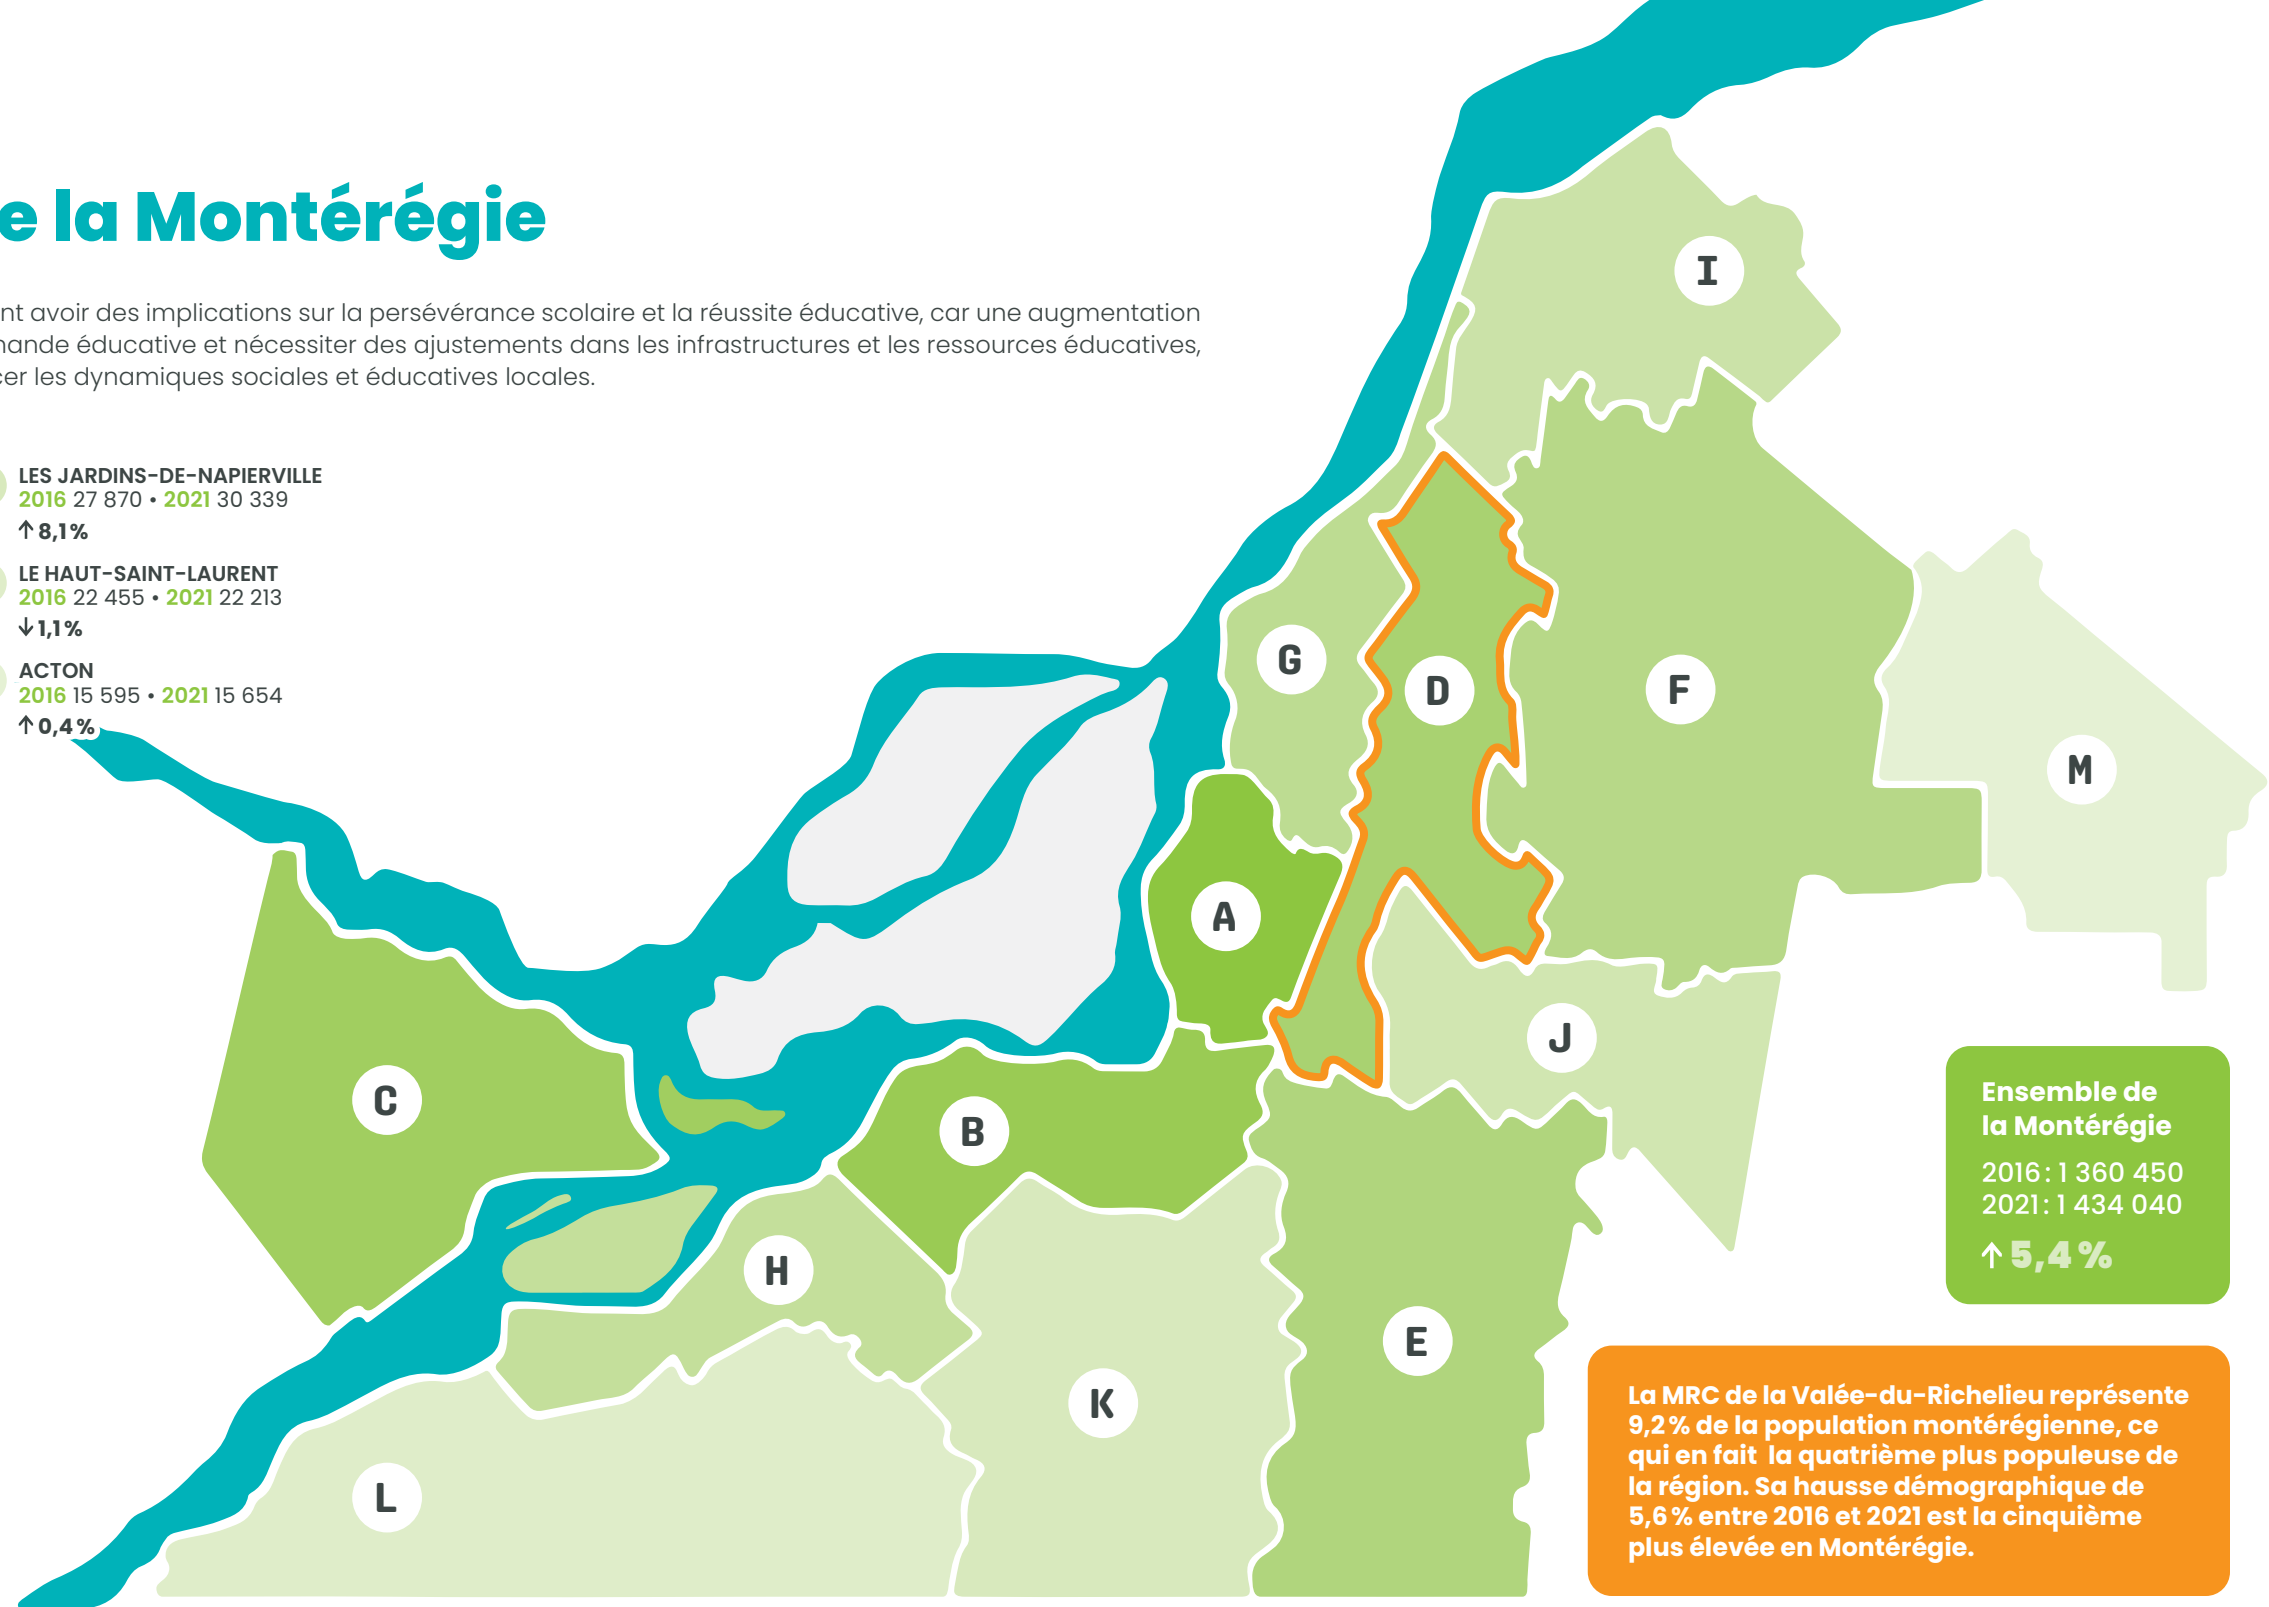 e la Montérégie
nt avoir des implications sur la persévérance scolaire et la réussite éducative, car une augmentation
ande éducative et nécessiter des ajustements dans les infrastructures et les ressources éducatives,
er les dynamiques sociales et éducatives locales.
LES JARDINS-DE-NAPIERVILLE
2016 27 870 • 2021 30 339
↑ 8,1 %
LE HAUT-SAINT-LAURENT
2016 22 455 • 2021 22 213
↓ 1,1 %
ACTON
2016 15 595 • 2021 15 654
↑ 0,4 %
I
G
D
F
M
A
J
C
B
H
E
K
L
Ensemble de
la Montérégie
2016 : 1 360 450
2021 : 1 434 040
↑ 5,4 %
La MRC de la Valée-du-Richelieu représente
9,2 % de la population montérégienne, ce
qui en fait la quatrième plus populeuse de
la région. Sa hausse démographique de
5,6 % entre 2016 et 2021 est la cinquième
plus élevée en Montérégie.